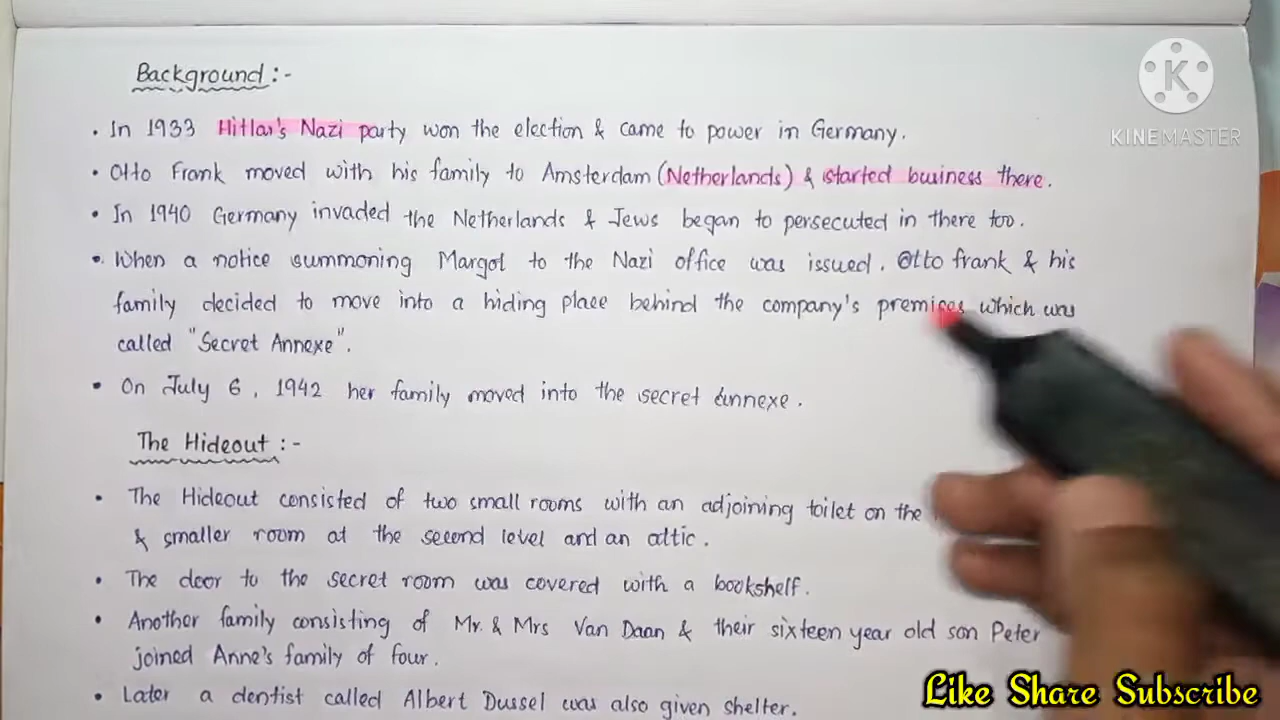 Background :-
KINEMASTER
• In 1933 Hitlar's Nazi party won the election & came to power in Germany.
• Otto Frank moved with his family to Amsterdam (Netherlands) & started business there.
• In 1940 Germany invaded the Netherlands & Jews began to persecuted in there too.
• When a notice summoning Margot to the Nazi office was issued. Otto frank & his
family decided to move into a hiding place behind the company's premises which was
called "Secret Annexe".
• On July 6, 1942 her family moved into the secret Annexe.
The Hideout :-
• The Hideout consisted of two small rooms with an adjoining toilet on the
& smaller room at the second level and an attic.
• The door to the secret room was covered with a bookshelf.
• Another family consisting of Mr. & Mrs Van Daan & their sixteen year old son Peter
joined Anne's family of four.
• Later a dentist called Albert Dussel was also given shelter.
Like Share Subscribe